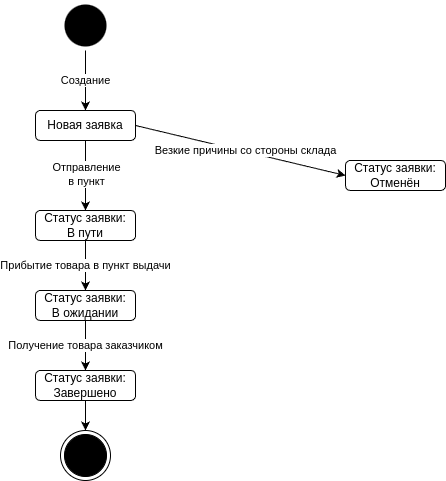 Создание
Новая заявка
Везкие причины со стороны склада
Статус заявки:
Отменён
Отправление
в пункт
Статус заявки:
В пути
Прибытие товара в пункт выдачи
Статус заявки:
В ожидании
Получение товара заказчиком
Статус заявки:
Завершено